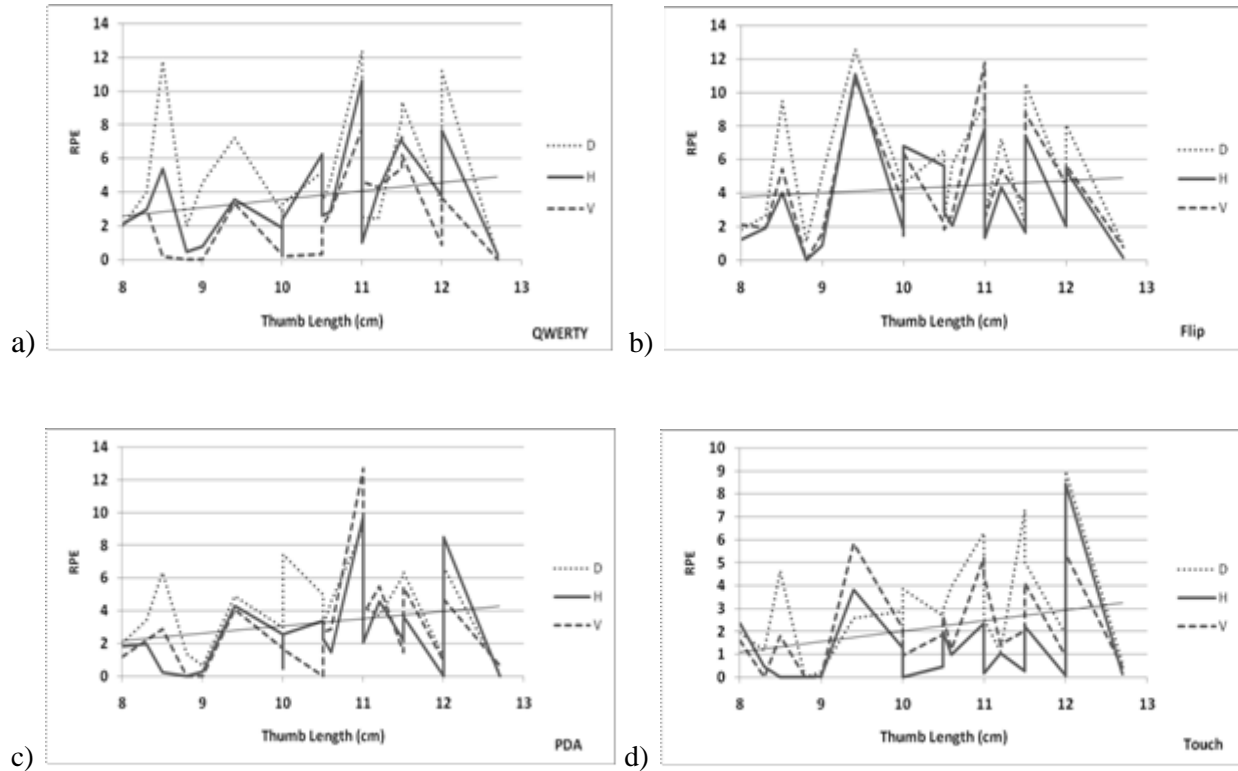 a)
14
12
10
8
6
4
2
0
RPE
8 9 10 11 12 13
Thumb Length (cm)
QWERTY
D
H
V
b)
14
12
10
8
6
4
2
0
RPE
8 9 10 11 12 13
Thumb Length (cm)
Flip
D
H
V
c)
14
12
10
8
6
4
2
0
RPE
8 9 10 11 12 13
Thumb Length (cm)
PDA
D
H
V
d)
10
9
8
7
6
5
4
3
2
1
0
RPE
8 9 10 11 12 13
Thumb Length (cm)
Touch
D
H
V